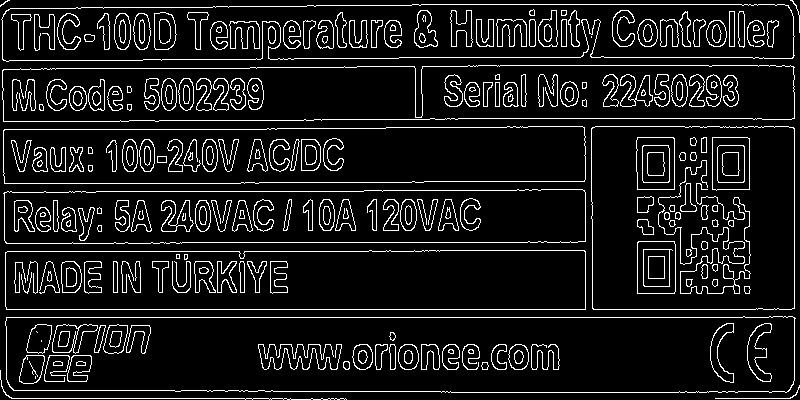 THC-100D Temperature & Humidity Controller
M.Code: 5002239
Serial No: 22450293
Vaux: 100-240V AC/DC
Relay: 5A 240VAC / 10A 120VAC
MADE IN TÜRKİYE
orion
ee
www.orionee.com
CE